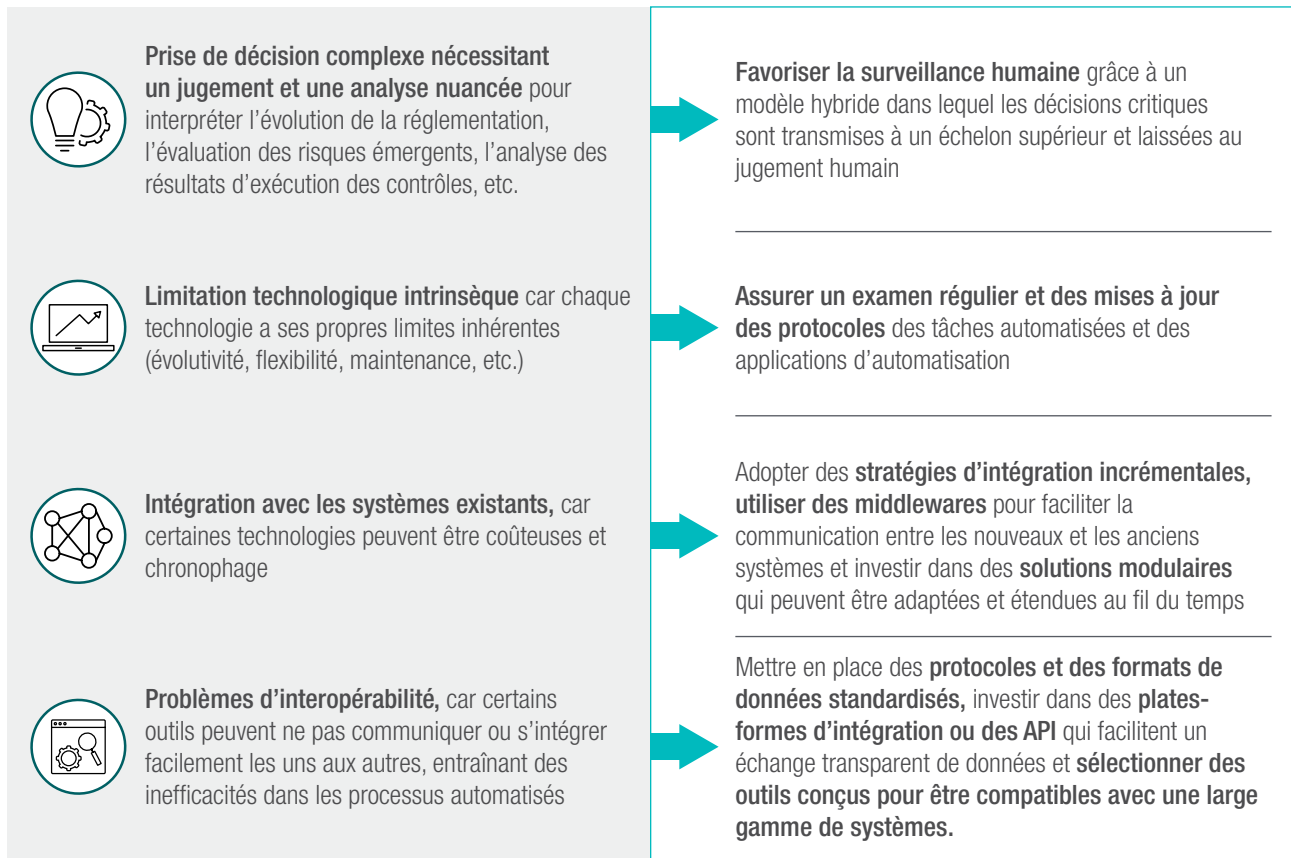 Prise de décision complexe nécessitant
un jugement et une analyse nuancée pour
interpréter l’évolution de la réglementation,
l’évaluation des risques émergents, l’analyse des
résultats d’exécution des contrôles, etc.
Favoriser la surveillance humaine grâce à un
modèle hybride dans lequel les décisions critiques
sont transmises à un échelon supérieur et laissées au
jugement humain
Limitation technologique intrinsèque car chaque
technologie a ses propres limites inhérentes
(évolutivité, flexibilité, maintenance, etc.)
Assurer un examen régulier et des mises à jour
des protocoles des tâches automatisées et des
applications d’automatisation
Intégration avec les systèmes existants, car
certaines technologies peuvent être coûteuses et
chronophage
Adopter des stratégies d’intégration incrémentales,
utiliser des middlewares pour faciliter la
communication entre les nouveaux et les anciens
systèmes et investir dans des solutions modulaires
qui peuvent être adaptées et étendues au fil du temps
Problèmes d’interopérabilité, car certains
outils peuvent ne pas communiquer ou s’intégrer
facilement les uns aux autres, entraînant des
inefficacités dans les processus automatisés
Mettre en place des protocoles et des formats de
données standardisés, investir dans des plates-
formes d’intégration ou des API qui facilitent un
échange transparent de données et sélectionner des
outils conçus pour être compatibles avec une large
gamme de systèmes.